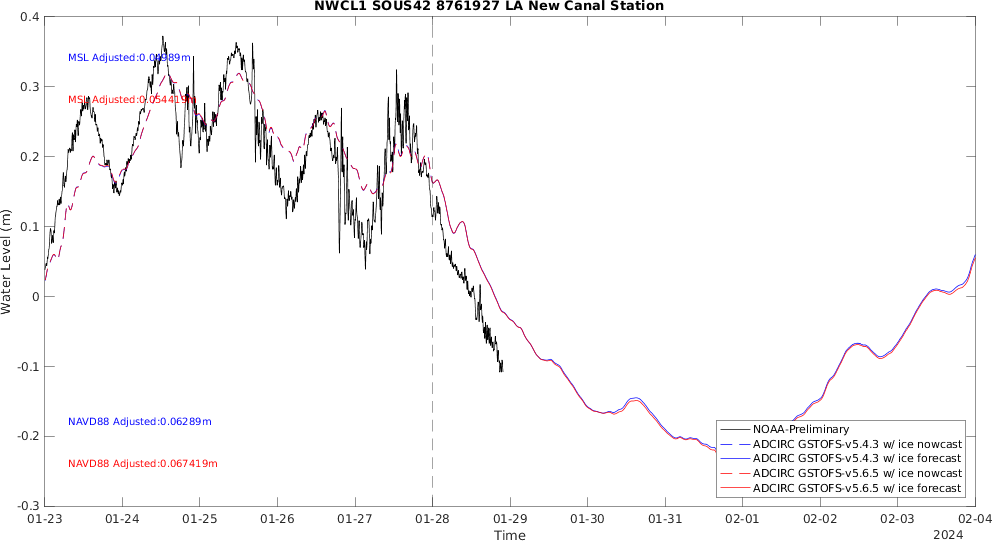 NWCL1 SOUS42 8761927 LA New Canal Station
0.4
0.3
0.2
0.1
0
-0.1
-0.2
-0.3
Water Level (m)
MSL Adjusted:0.04989m
MSL Adjusted:0.054419m
NAVD88 Adjusted:0.06289m
NAVD88 Adjusted:0.067419m
NOAA-Preliminary
ADCIRC GSTOFS-v5.4.3 w/ ice nowcast
ADCIRC GSTOFS-v5.4.3 w/ ice forecast
ADCIRC GSTOFS-v5.6.5 w/ ice nowcast
ADCIRC GSTOFS-v5.6.5 w/ ice forecast
01-23 01-24 01-25 01-26 01-27 01-28 01-29 01-30 01-31 02-01 02-02 02-03 02-04
Time
2024